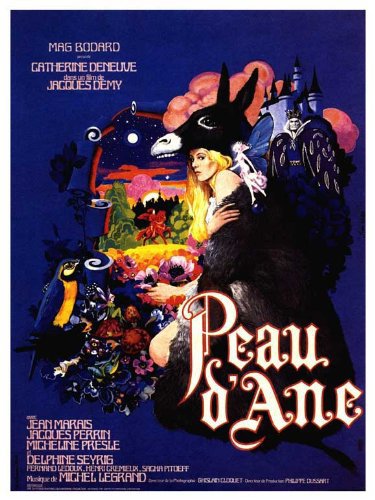 MAG BODARD
présente
CATHERINE DENEUVE
dans un film de
JACQUES DEMY
Peau
d'Ane
avec
JEAN MARAIS
JACQUES PERRIN
MICHELINE PRESLE
et
DELPHINE SEYRIG
FERNAND LEDOUX, HENRI CREMIEUX, SACHA PITOEFF
Musique de MICHEL LEGRAND Directeur de la Photographie GHISLAIN CLOQUET Directeur de Production PHILIPPE DUSSART